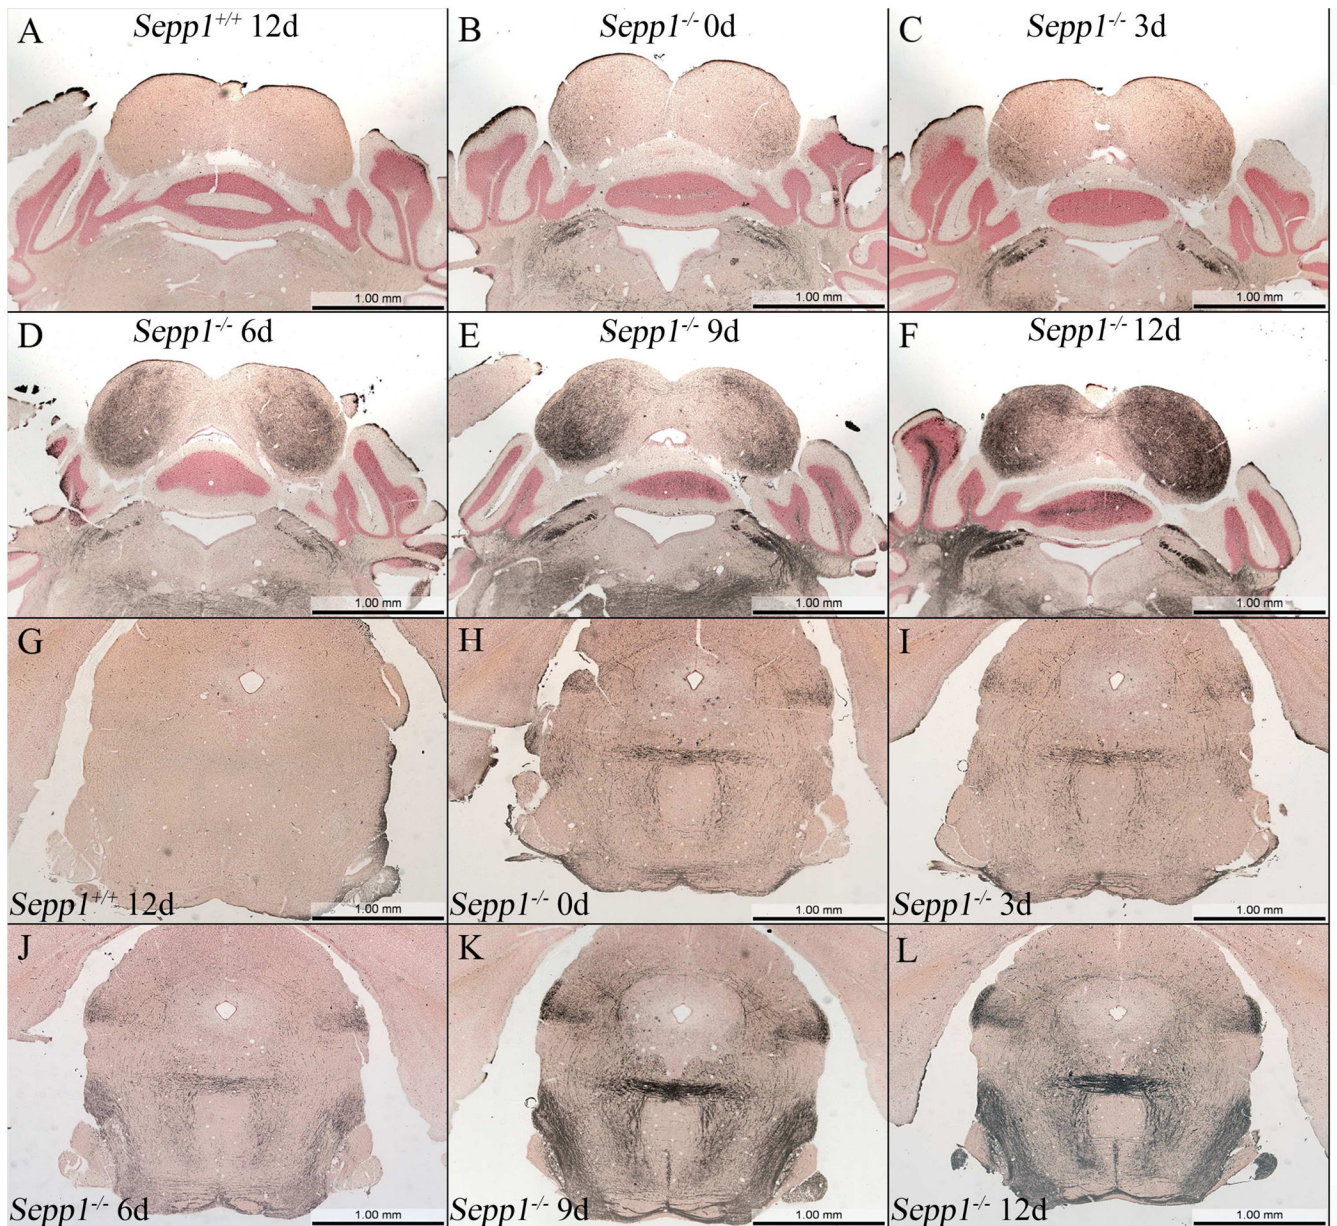 A Sepp1+/+ 12d
1.00 mm
B Sepp1-/- 0d
1.00 mm
C Sepp1-/- 3d
1.00 mm
D Sepp1-/- 6d
1.00 mm
E Sepp1-/- 9d
1.00 mm
F Sepp1-/- 12d
1.00 mm
G
Sepp1+/+ 12d
1.00 mm
H
Sepp1-/- 0d
1.00 mm
I
Sepp1-/- 3d
1.00 mm
J
Sepp1-/- 6d
1.00 mm
K
Sepp1-/- 9d
1.00 mm
L
Sepp1-/- 12d
1.00 mm